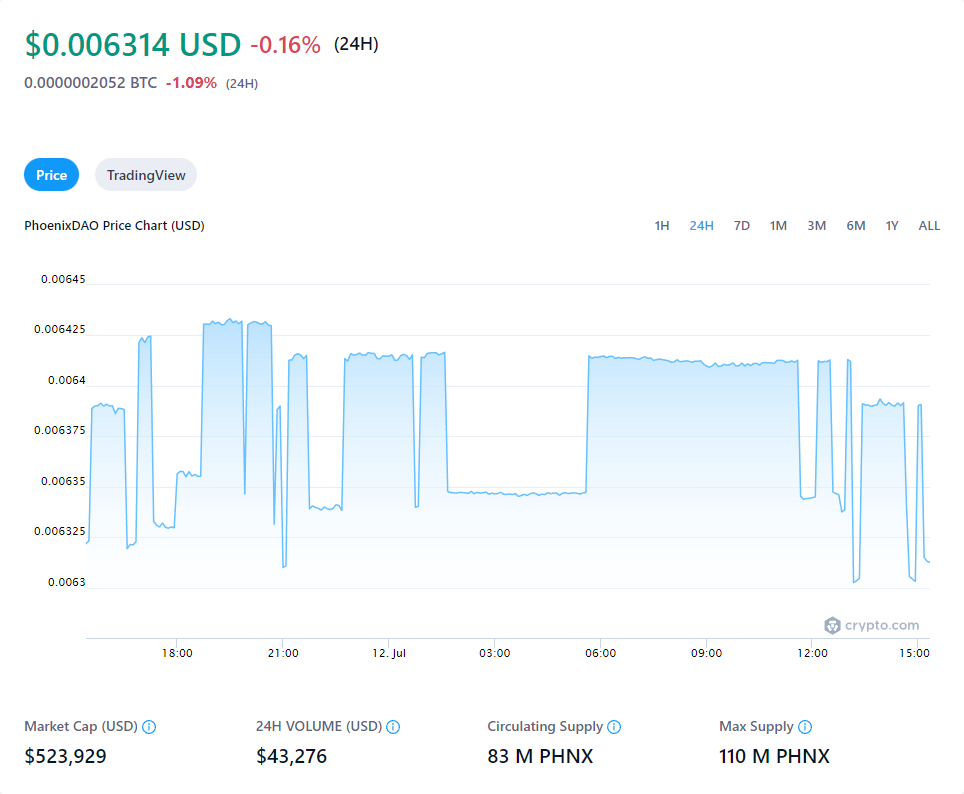 $0.006314 USD -0.16% (24H)
0.0000002052 BTC -1.09% (24H)
Price TradingView
PhoenixDAO Price Chart (USD) 1H 24H 7D 1M 3M 6M 1Y ALL
0.00645
0.006425
0.0064
0.006375
0.00635
0.006325
0.0063
crypto.com
18:00 21:00 12. Jul 03:00 06:00 09:00 12:00 15:00
Market Cap (USD) 24H VOLUME (USD) Circulating Supply Max Supply
$523,929 $43,276 83 M PHNX 110 M PHNX